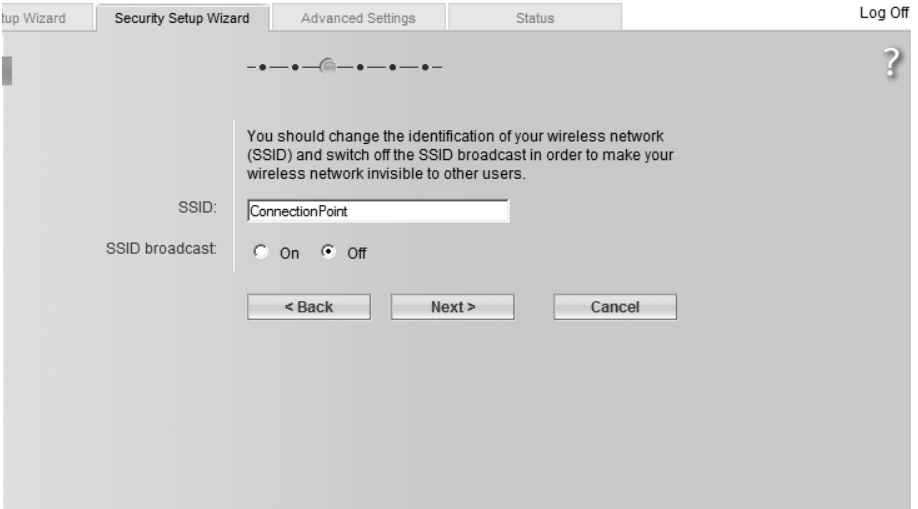 tup Wizard
Security Setup Wizard
Advanced Settings
Status
Log Off
?
You should change the identification of your wireless network
(SSID) and switch off the SSID broadcast in order to make your
wireless network invisible to other users.
SSID: ConnectionPoint
SSID broadcast: On Off
< Back Next > Cancel